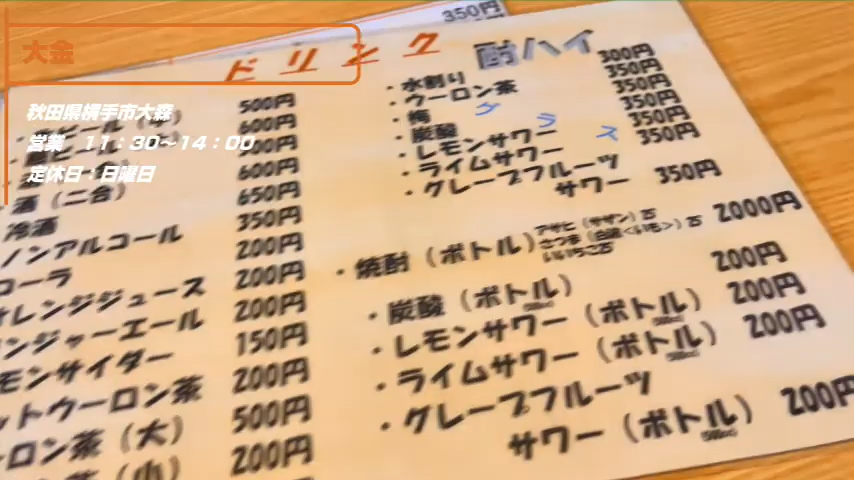 350円
大金
ドリンク
酎ハイ
秋田県横手市大森
営業 11:30〜14:00
定休日:日曜日
500円
600円
600円
650円
350円
200円
200円
200円
150円
200円
500円
200円
酒(二合)
冷酒
ノンアルコール
コーラ
オレンジジュース
ンジャーエール
モンサイダー
ットウーロン茶
ーロン茶(大)
茶(小)
・水割り 300円
・ウーロン茶 350円
・梅 350円
・炭酸 350円
・レモンサワー 350円
・ライムサワー 350円
・グレープフルーツ
サワー 350円
グラス
・焼酎(ボトル) 2000円
いいちこ
・炭酸(ボトル) 200円
・レモンサワー(ボトル) 200円
・ライムサワー(ボトル) 200円
・グレープフルーツ
サワー(ボトル) 200円